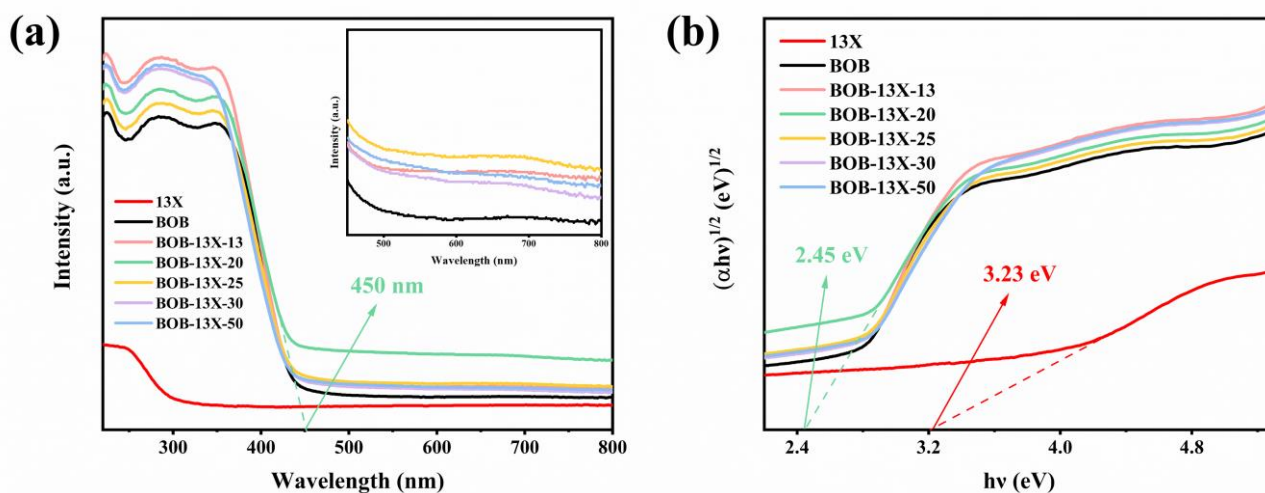 (a)
Intensity (a.u.)
13X
BOB
BOB-13X-13
BOB-13X-20
BOB-13X-25
BOB-13X-30
BOB-13X-50
450 nm
300
400
500
600
700
800
Wavelength (nm)
Intensity (a.u.)
500
600
700
800
Wavelength (nm)
(b)
(αhν)1/2 (eV)1/2
13X
BOB
BOB-13X-13
BOB-13X-20
BOB-13X-25
BOB-13X-30
BOB-13X-50
2.45 eV
3.23 eV
2.4
3.2
4.0
4.8
hν (eV)